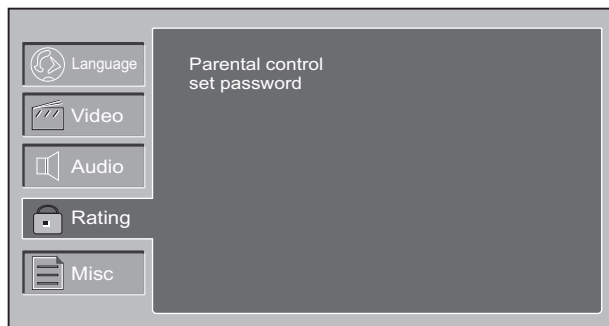 Language
Video
Audio
Rating
Misc
Parental control
set password